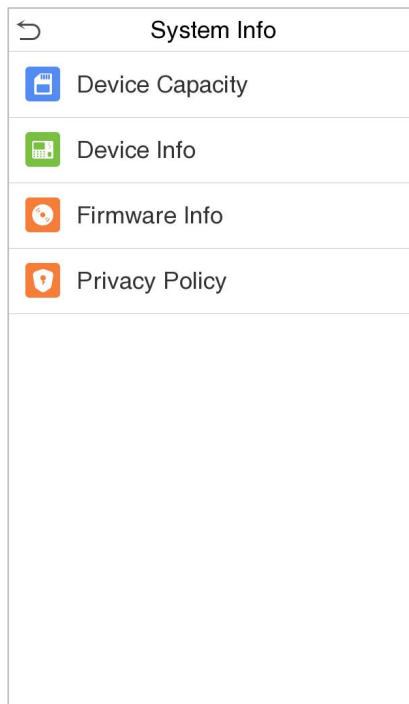 System Info
Device Capacity
Device Info
Firmware Info
Privacy Policy